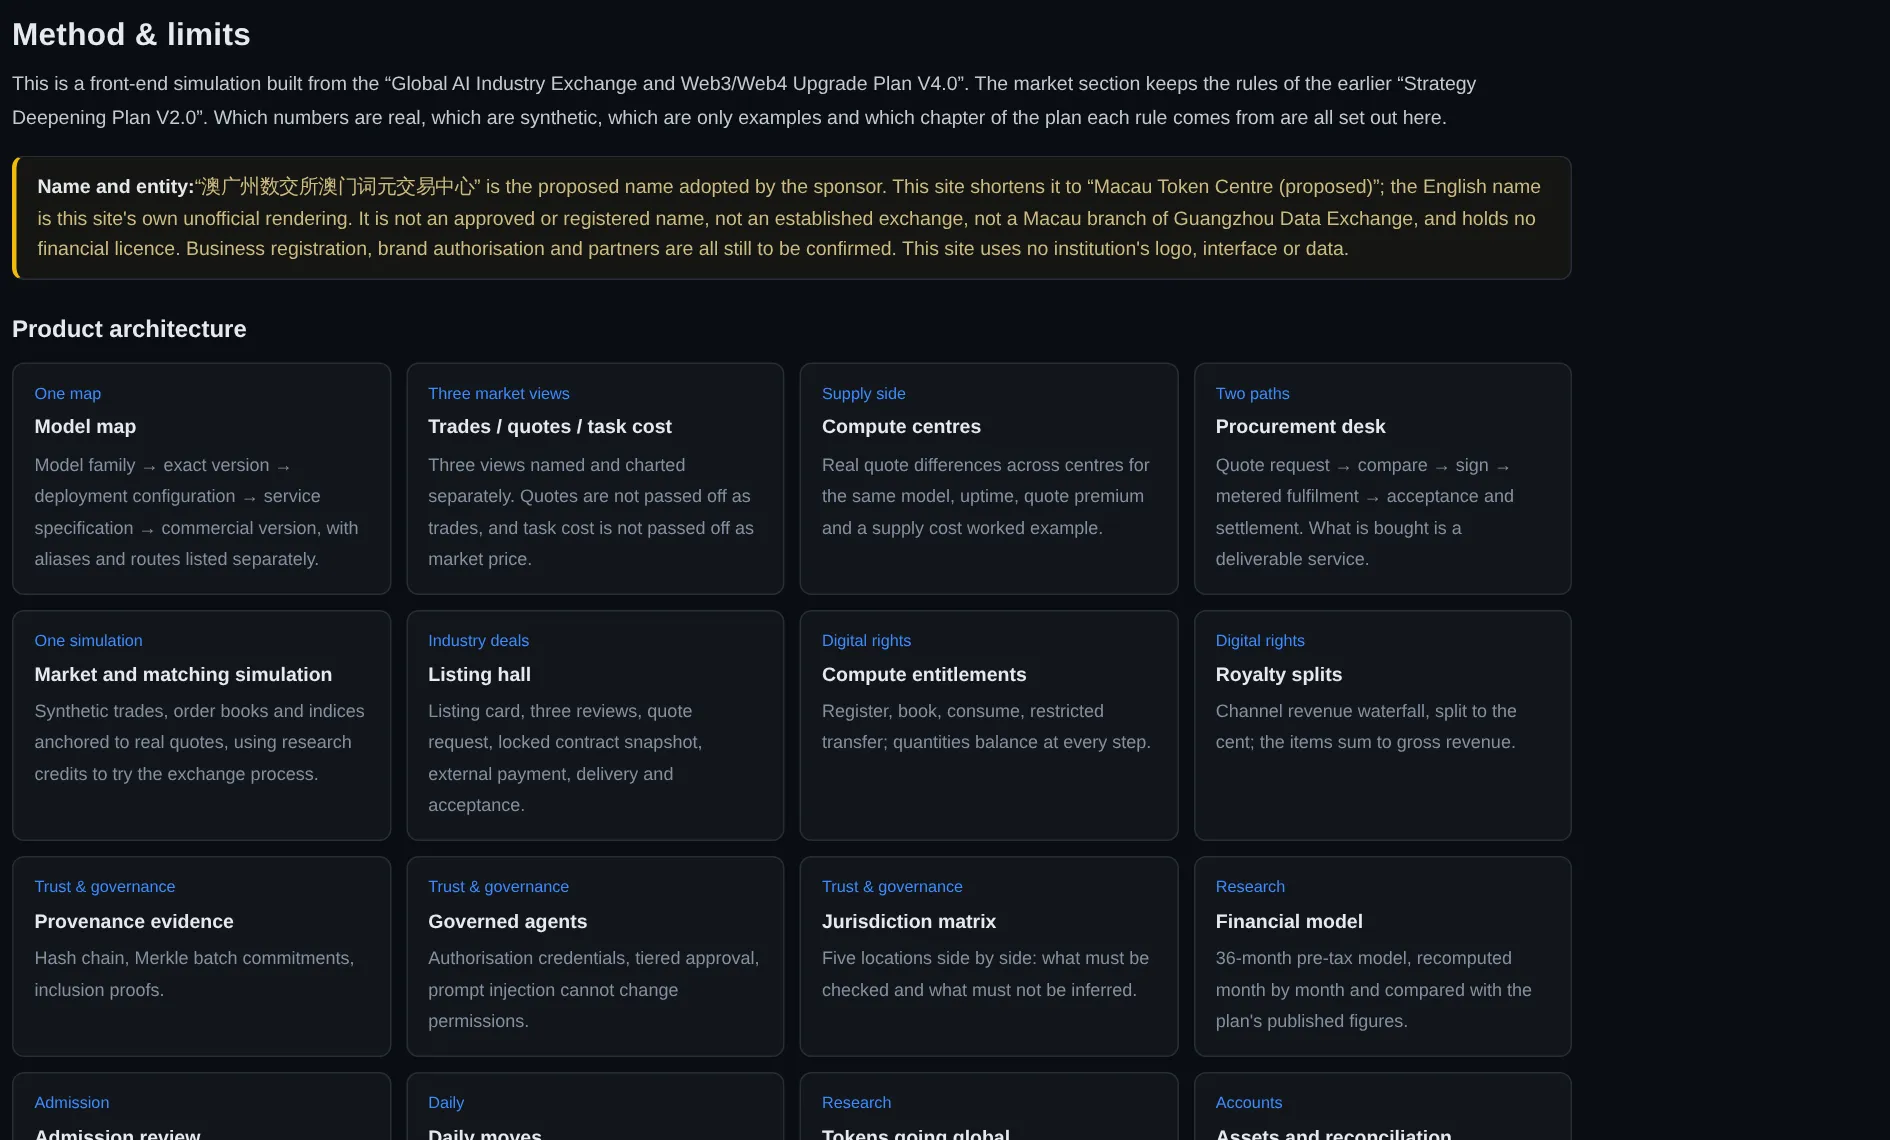 Method & limits
This is a front-end simulation built from the “Global AI Industry Exchange and Web3/Web4 Upgrade Plan V4.0”. The market section keeps the rules of the earlier “Strategy
Deepening Plan V2.0”. Which numbers are real, which are synthetic, which are only examples and which chapter of the plan each rule comes from are all set out here.
Name and entity:“澳广州数交所澳门词元交易中心” is the proposed name adopted by the sponsor. This site shortens it to “Macau Token Centre (proposed)”; the English name
is this site's own unofficial rendering. It is not an approved or registered name, not an established exchange, not a Macau branch of Guangzhou Data Exchange, and holds no
financial licence. Business registration, brand authorisation and partners are all still to be confirmed. This site uses no institution's logo, interface or data.
Product architecture
One map
Model map
Model family → exact version →
deployment configuration → service
specification → commercial version, with
aliases and routes listed separately.
Three market views
Trades / quotes / task cost
Three views named and charted
separately. Quotes are not passed off as
trades, and task cost is not passed off as
market price.
Supply side
Compute centres
Real quote differences across centres for
the same model, uptime, quote premium
and a supply cost worked example.
Two paths
Procurement desk
Quote request → compare → sign →
metered fulfilment → acceptance and
settlement. What is bought is a
deliverable service.
One simulation
Market and matching simulation
Synthetic trades, order books and indices
anchored to real quotes, using research
credits to try the exchange process.
Industry deals
Listing hall
Listing card, three reviews, quote
request, locked contract snapshot,
external payment, delivery and
acceptance.
Digital rights
Compute entitlements
Register, book, consume, restricted
transfer; quantities balance at every step.
Digital rights
Royalty splits
Channel revenue waterfall, split to the
cent; the items sum to gross revenue.
Trust & governance
Provenance evidence
Hash chain, Merkle batch commitments,
inclusion proofs.
Trust & governance
Governed agents
Authorisation credentials, tiered approval,
prompt injection cannot change
permissions.
Trust & governance
Jurisdiction matrix
Five locations side by side: what must be
checked and what must not be inferred.
Research
Financial model
36-month pre-tax model, recomputed
month by month and compared with the
plan's published figures.
Admission
Admission review
Daily
Daily moves
Research
Tokens going global
Accounts
Assets and reconciliation